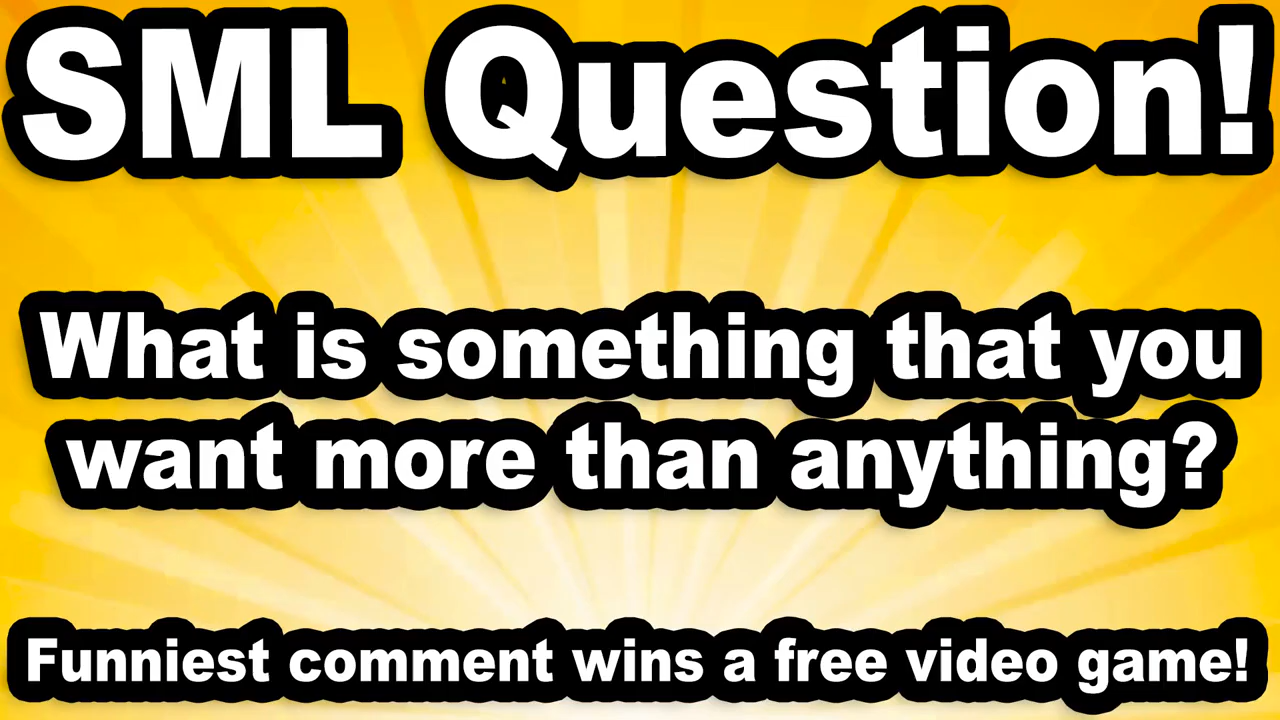 SML Question!
What is something that you
want more than anything?
Funniest comment wins a free video game!